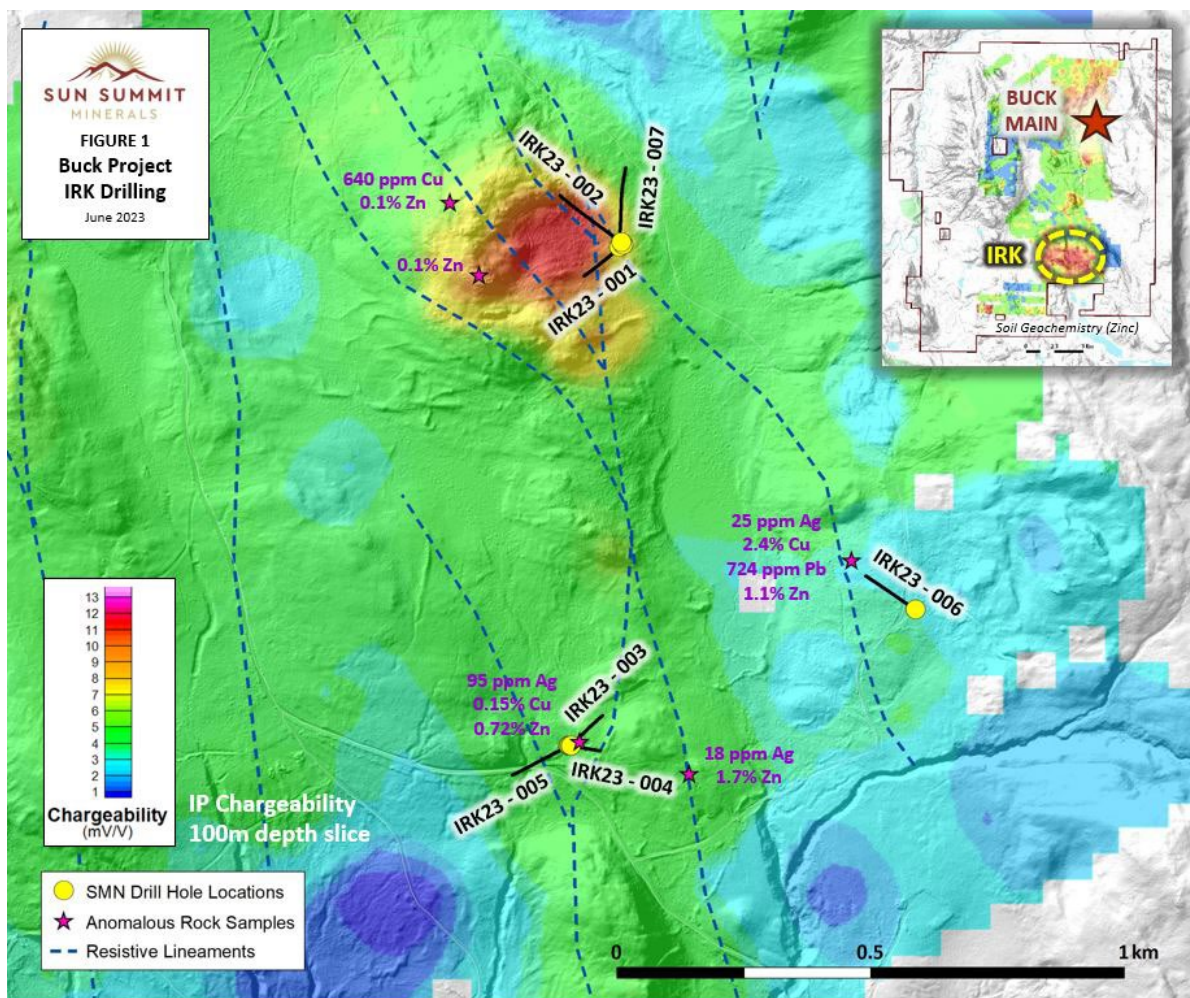 SUN SUMMIT
MINERALS
FIGURE 1
Buck Project
IRK Drilling
June 2023
640 ppm Cu
0.1% Zn
0.1% Zn
IRK23 - 002
IRK23 - 007
IRK23 - 001
BUCK
MAIN
IRK
Soil Geochemistry (Zinc)
25 ppm Ag
2.4% Cu
724 ppm Pb
1.1% Zn
IRK23 - 006
95 ppm Ag
0.15% Cu
0.72% Zn
IRK23 - 003
IRK23 - 004
IRK23 - 005
18 ppm Ag
1.7% Zn
13
12
11
10
9
8
7
6
5
4
3
2
1
Chargeability
(mV/V)
IP Chargeability
100m depth slice
SMN Drill Hole Locations
Anomalous Rock Samples
Resistive Lineaments
0 0.5 1 km